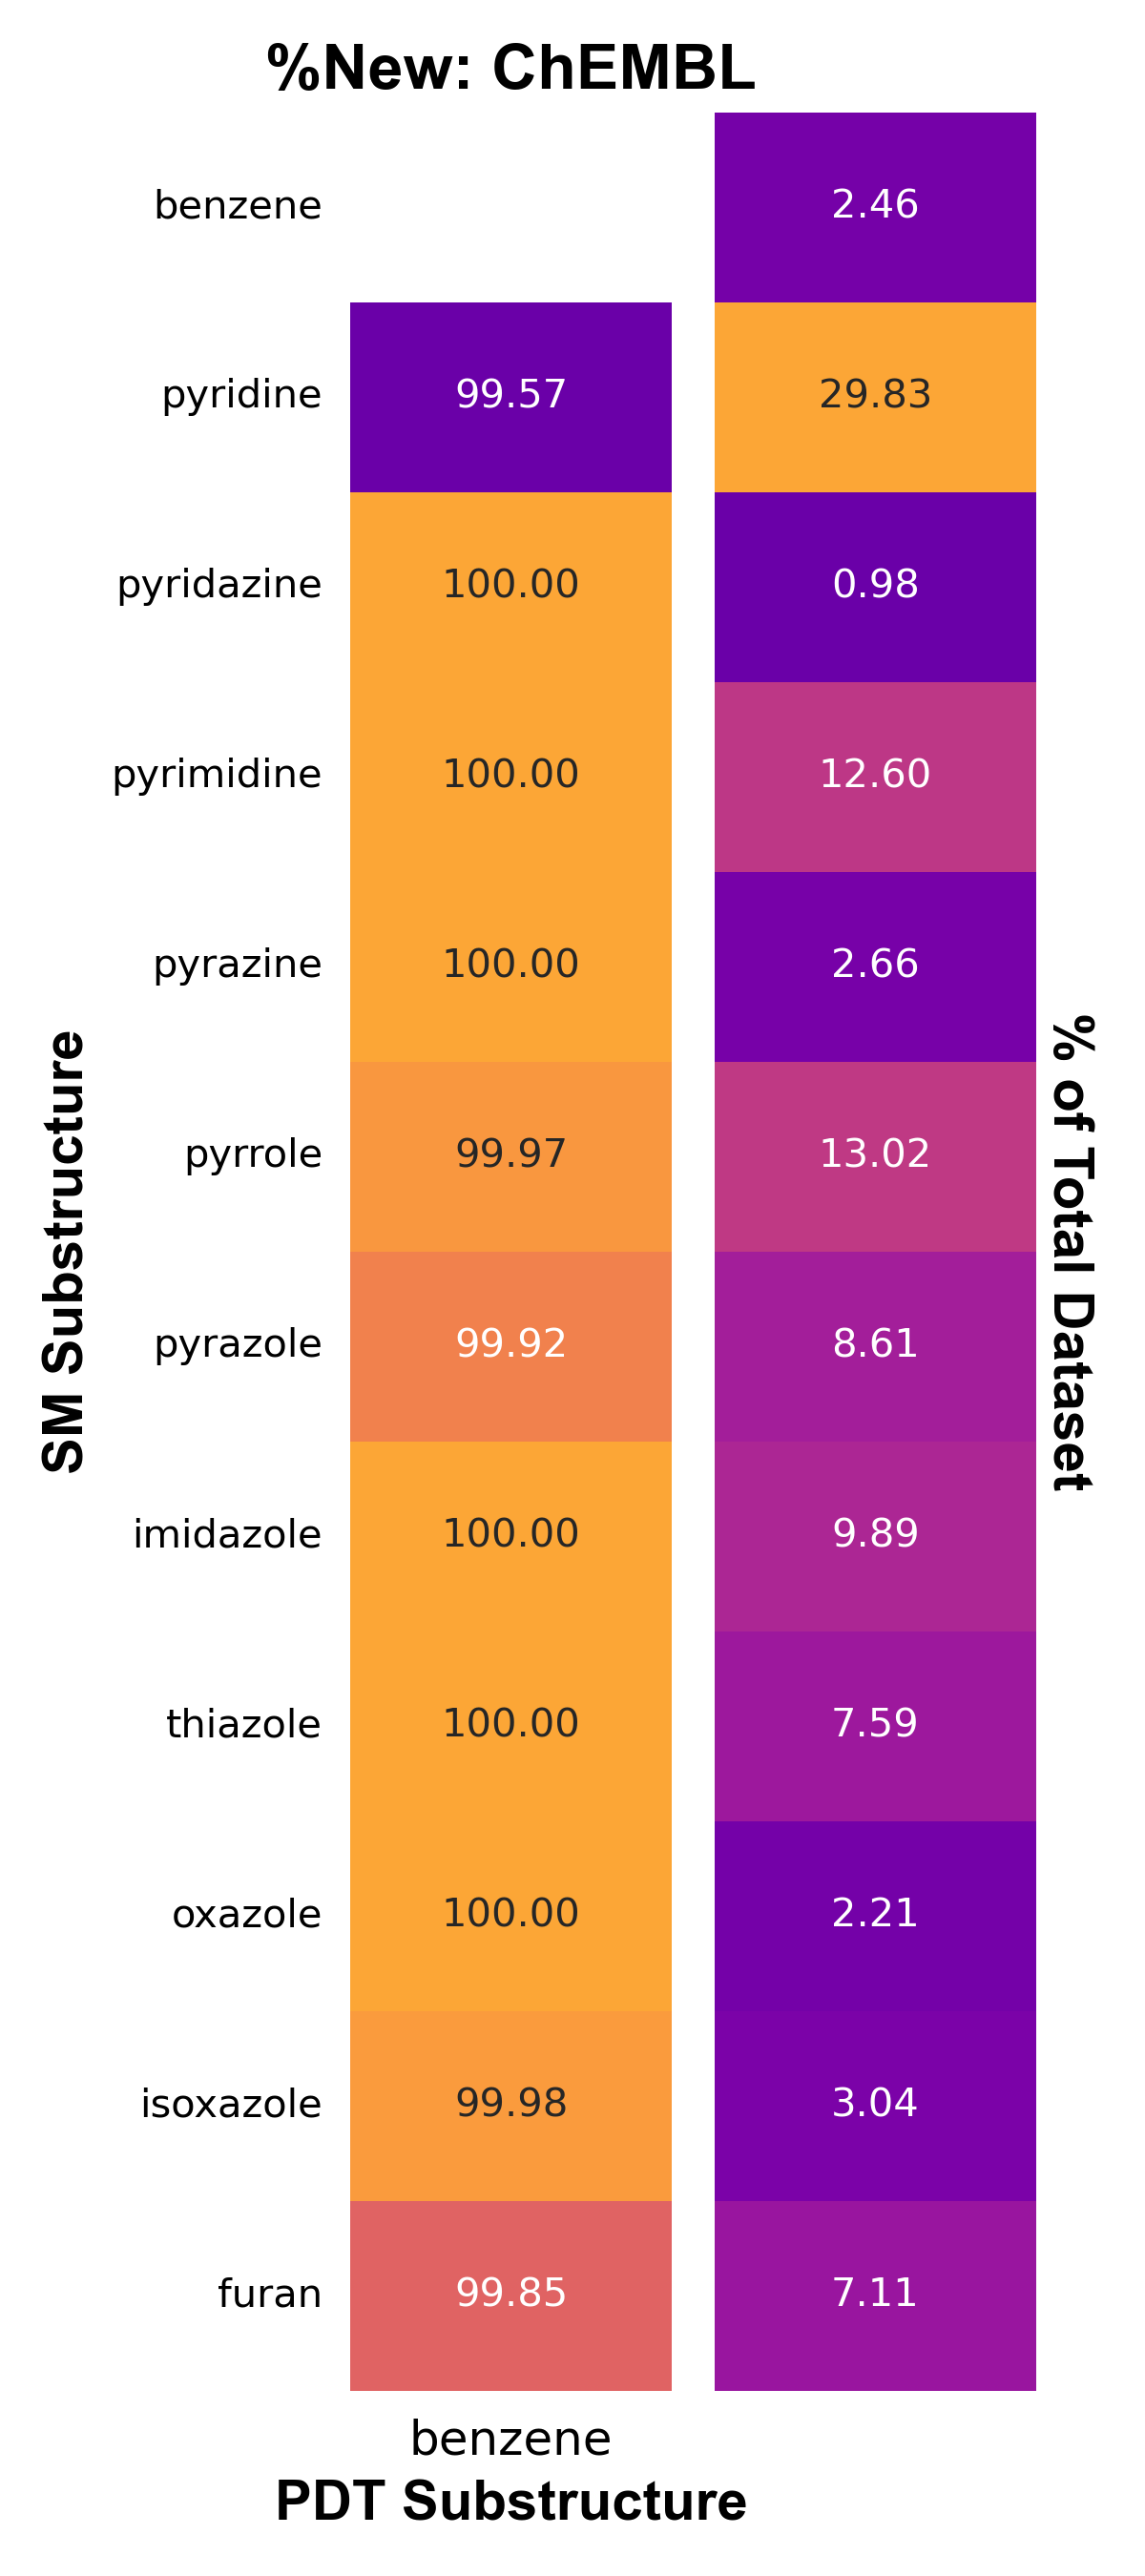 %New: ChEMBL
benzene 2.46
pyridine 99.57 29.83
pyridazine 100.00 0.98
pyrimidine 100.00 12.60
pyrazine 100.00 2.66
pyrrole 99.97 13.02
pyrazole 99.92 8.61
imidazole 100.00 9.89
thiazole 100.00 7.59
oxazole 100.00 2.21
isoxazole 99.98 3.04
furan 99.85 7.11
SM Substructure
% of Total Dataset
benzene
PDT Substructure